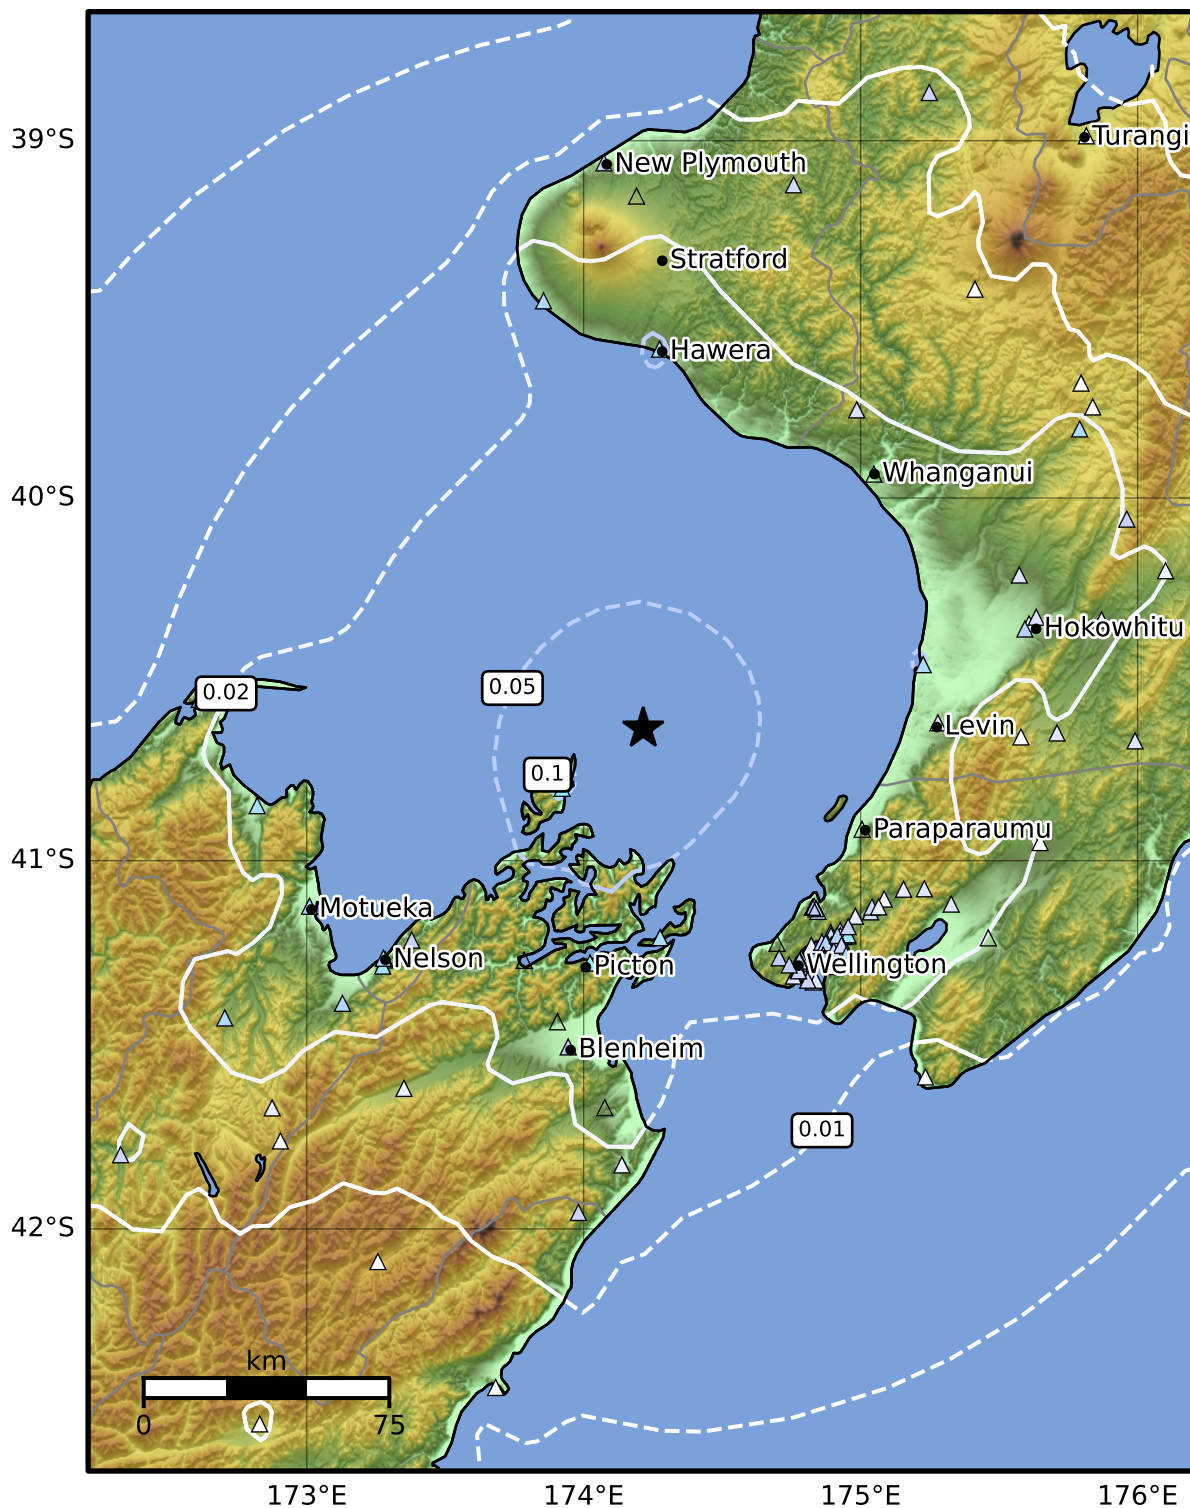 39°S
Turangi
New Plymouth
Stratford
Hawera
Whanganui
40°S
Hokowhitu
0.05
0.02
Levin
0.1
Paraparaumu
41°S
Motueka
Nelson
Picton
Wellington
Blenheim
0.01
42°S
km
0 75
173°E 174°E 175°E 176°E